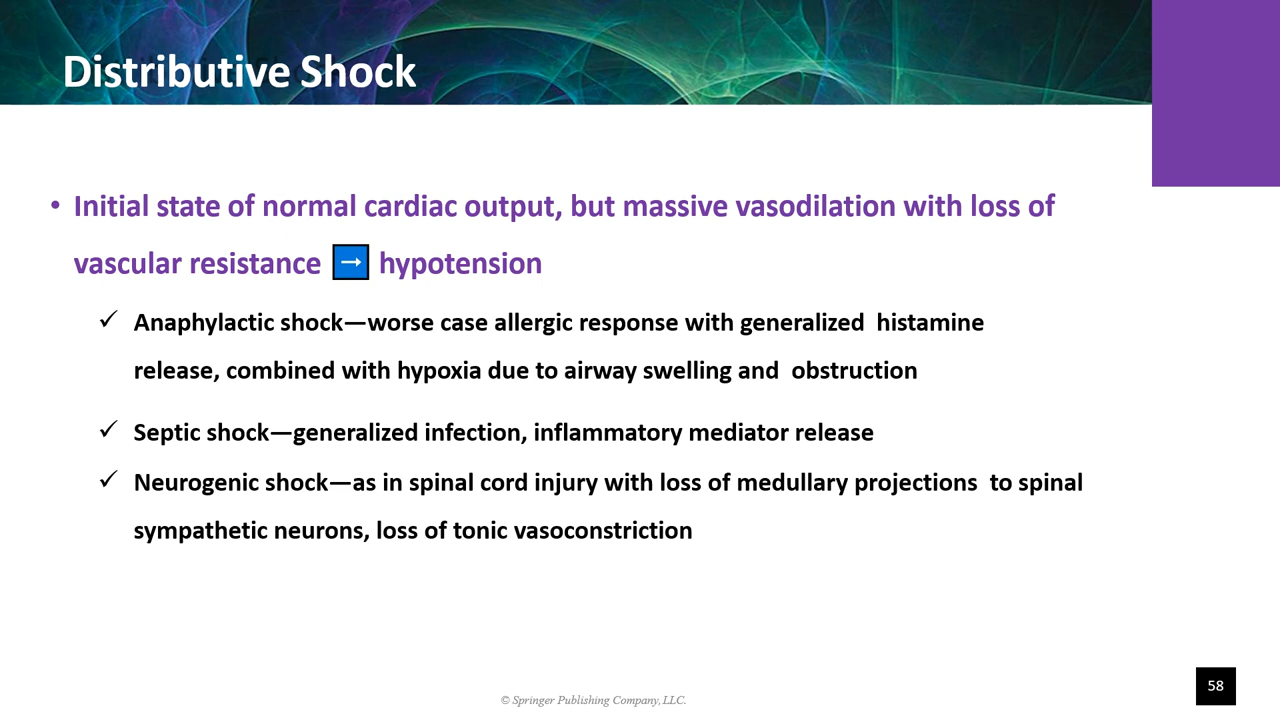 Distributive Shock
• Initial state of normal cardiac output, but massive vasodilation with loss of
vascular resistance ➡ hypotension
✓ Anaphylactic shock—worse case allergic response with generalized  histamine
release, combined with hypoxia due to airway swelling and  obstruction
✓ Septic shock—generalized infection, inflammatory mediator release
✓ Neurogenic shock—as in spinal cord injury with loss of medullary projections  to spinal
sympathetic neurons, loss of tonic vasoconstriction
© Springer Publishing Company, LLC.
58